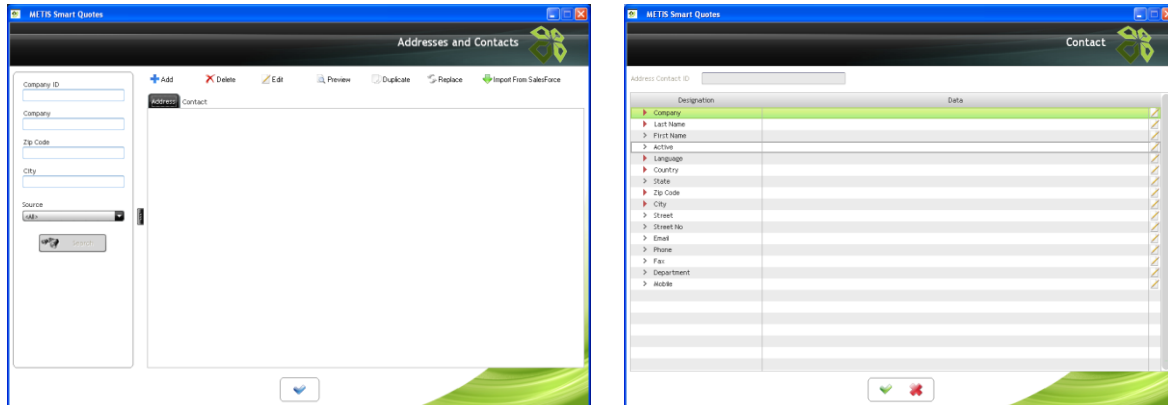 METIS Smart Quotes
Addresses and Contacts
Company ID
Company
Zip Code
City
Source
<All>
Search
Add Delete Edit Preview Duplicate Replace Import From SalesForce
Address Contact
METIS Smart Quotes
Contact
Address Contact ID
Designation Data
Company
Last Name
First Name
Active
Language
Country
State
Zip Code
City
Street
Street No
Email
Phone
Fax
Department
Mobile